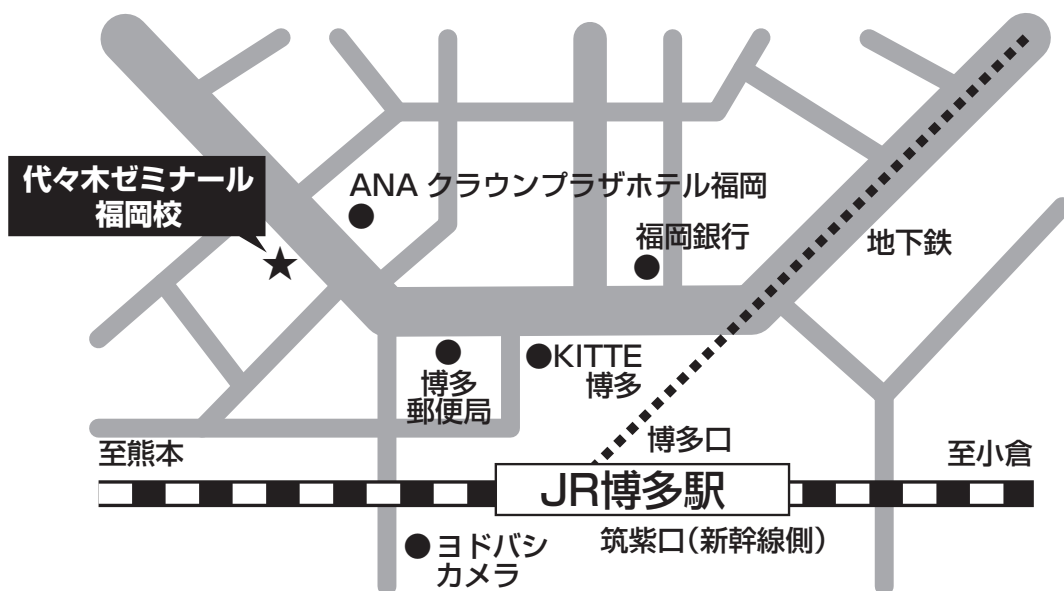 代々木ゼミナール
福岡校
ANA クラウンプラザホテル福岡
福岡銀行
地下鉄
博多
郵便局
KITTE
博多
博多口
至熊本
至小倉
JR博多駅
筑紫口(新幹線側)
ヨドバシ
カメラ